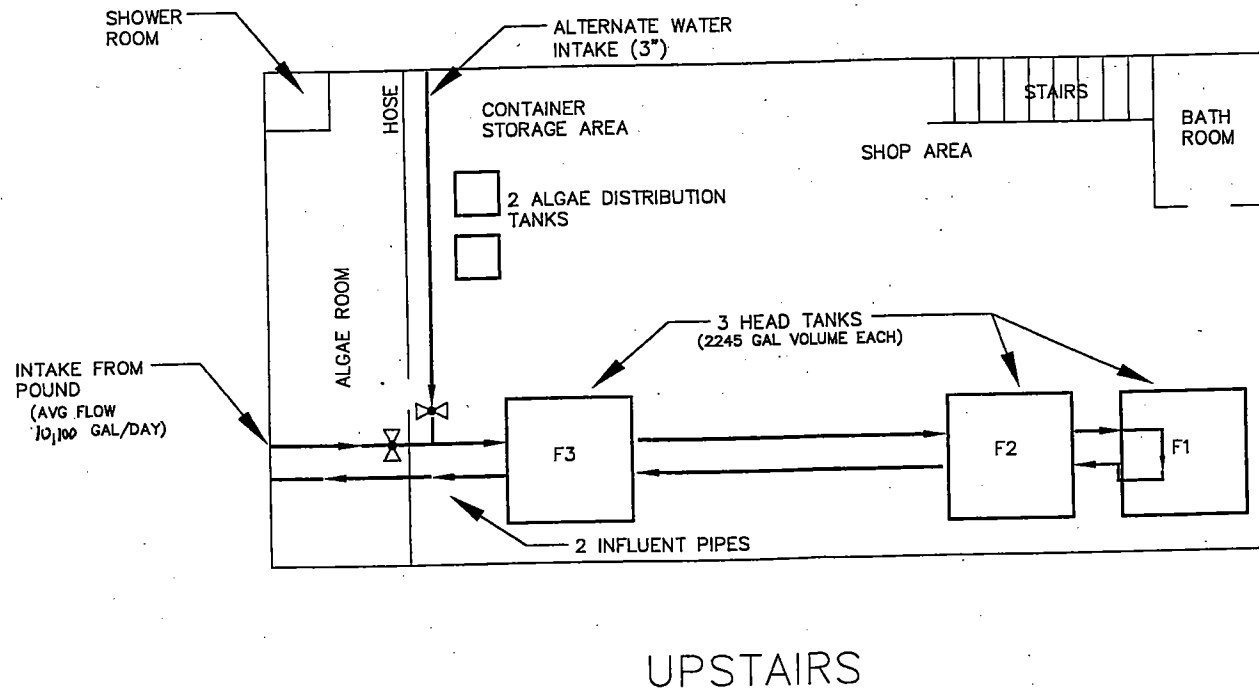 SHOWER
ROOM
ALTERNATE WATER
INTAKE (3")
HOSE
CONTAINER
STORAGE AREA
STAIRS
BATH
ROOM
SHOP AREA
2 ALGAE DISTRIBUTION
TANKS
ALGAE ROOM
3 HEAD TANKS
(2245 GAL VOLUME EACH)
INTAKE FROM
POUND
(AVG FLOW
10,100 GAL/DAY)
F3
F2
F1
2 INFLUENT PIPES
UPSTAIRS